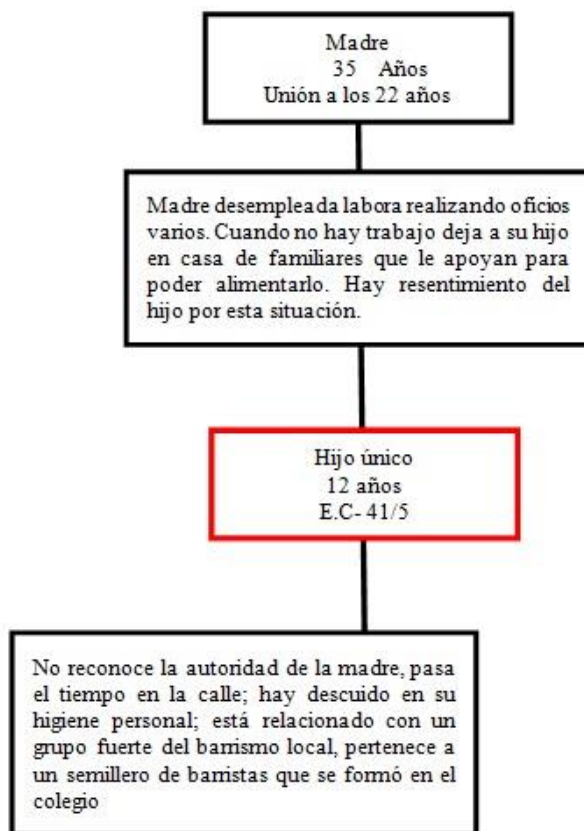 Madre
35 Años
Unión a los 22 años
Madre desempleada labora realizando oficios
varios. Cuando no hay trabajo deja a su hijo
en casa de familiares que le apoyan para
poder alimentarlo. Hay resentimiento del
hijo por esta situación.
Hijo único
12 años
E.C- 41/5
No reconoce la autoridad de la madre, pasa
el tiempo en la calle; hay descuido en su
higiene personal; está relacionado con un
grupo fuerte del barrismo local, pertenece a
un semillero de barristas que se formó en el
colegio